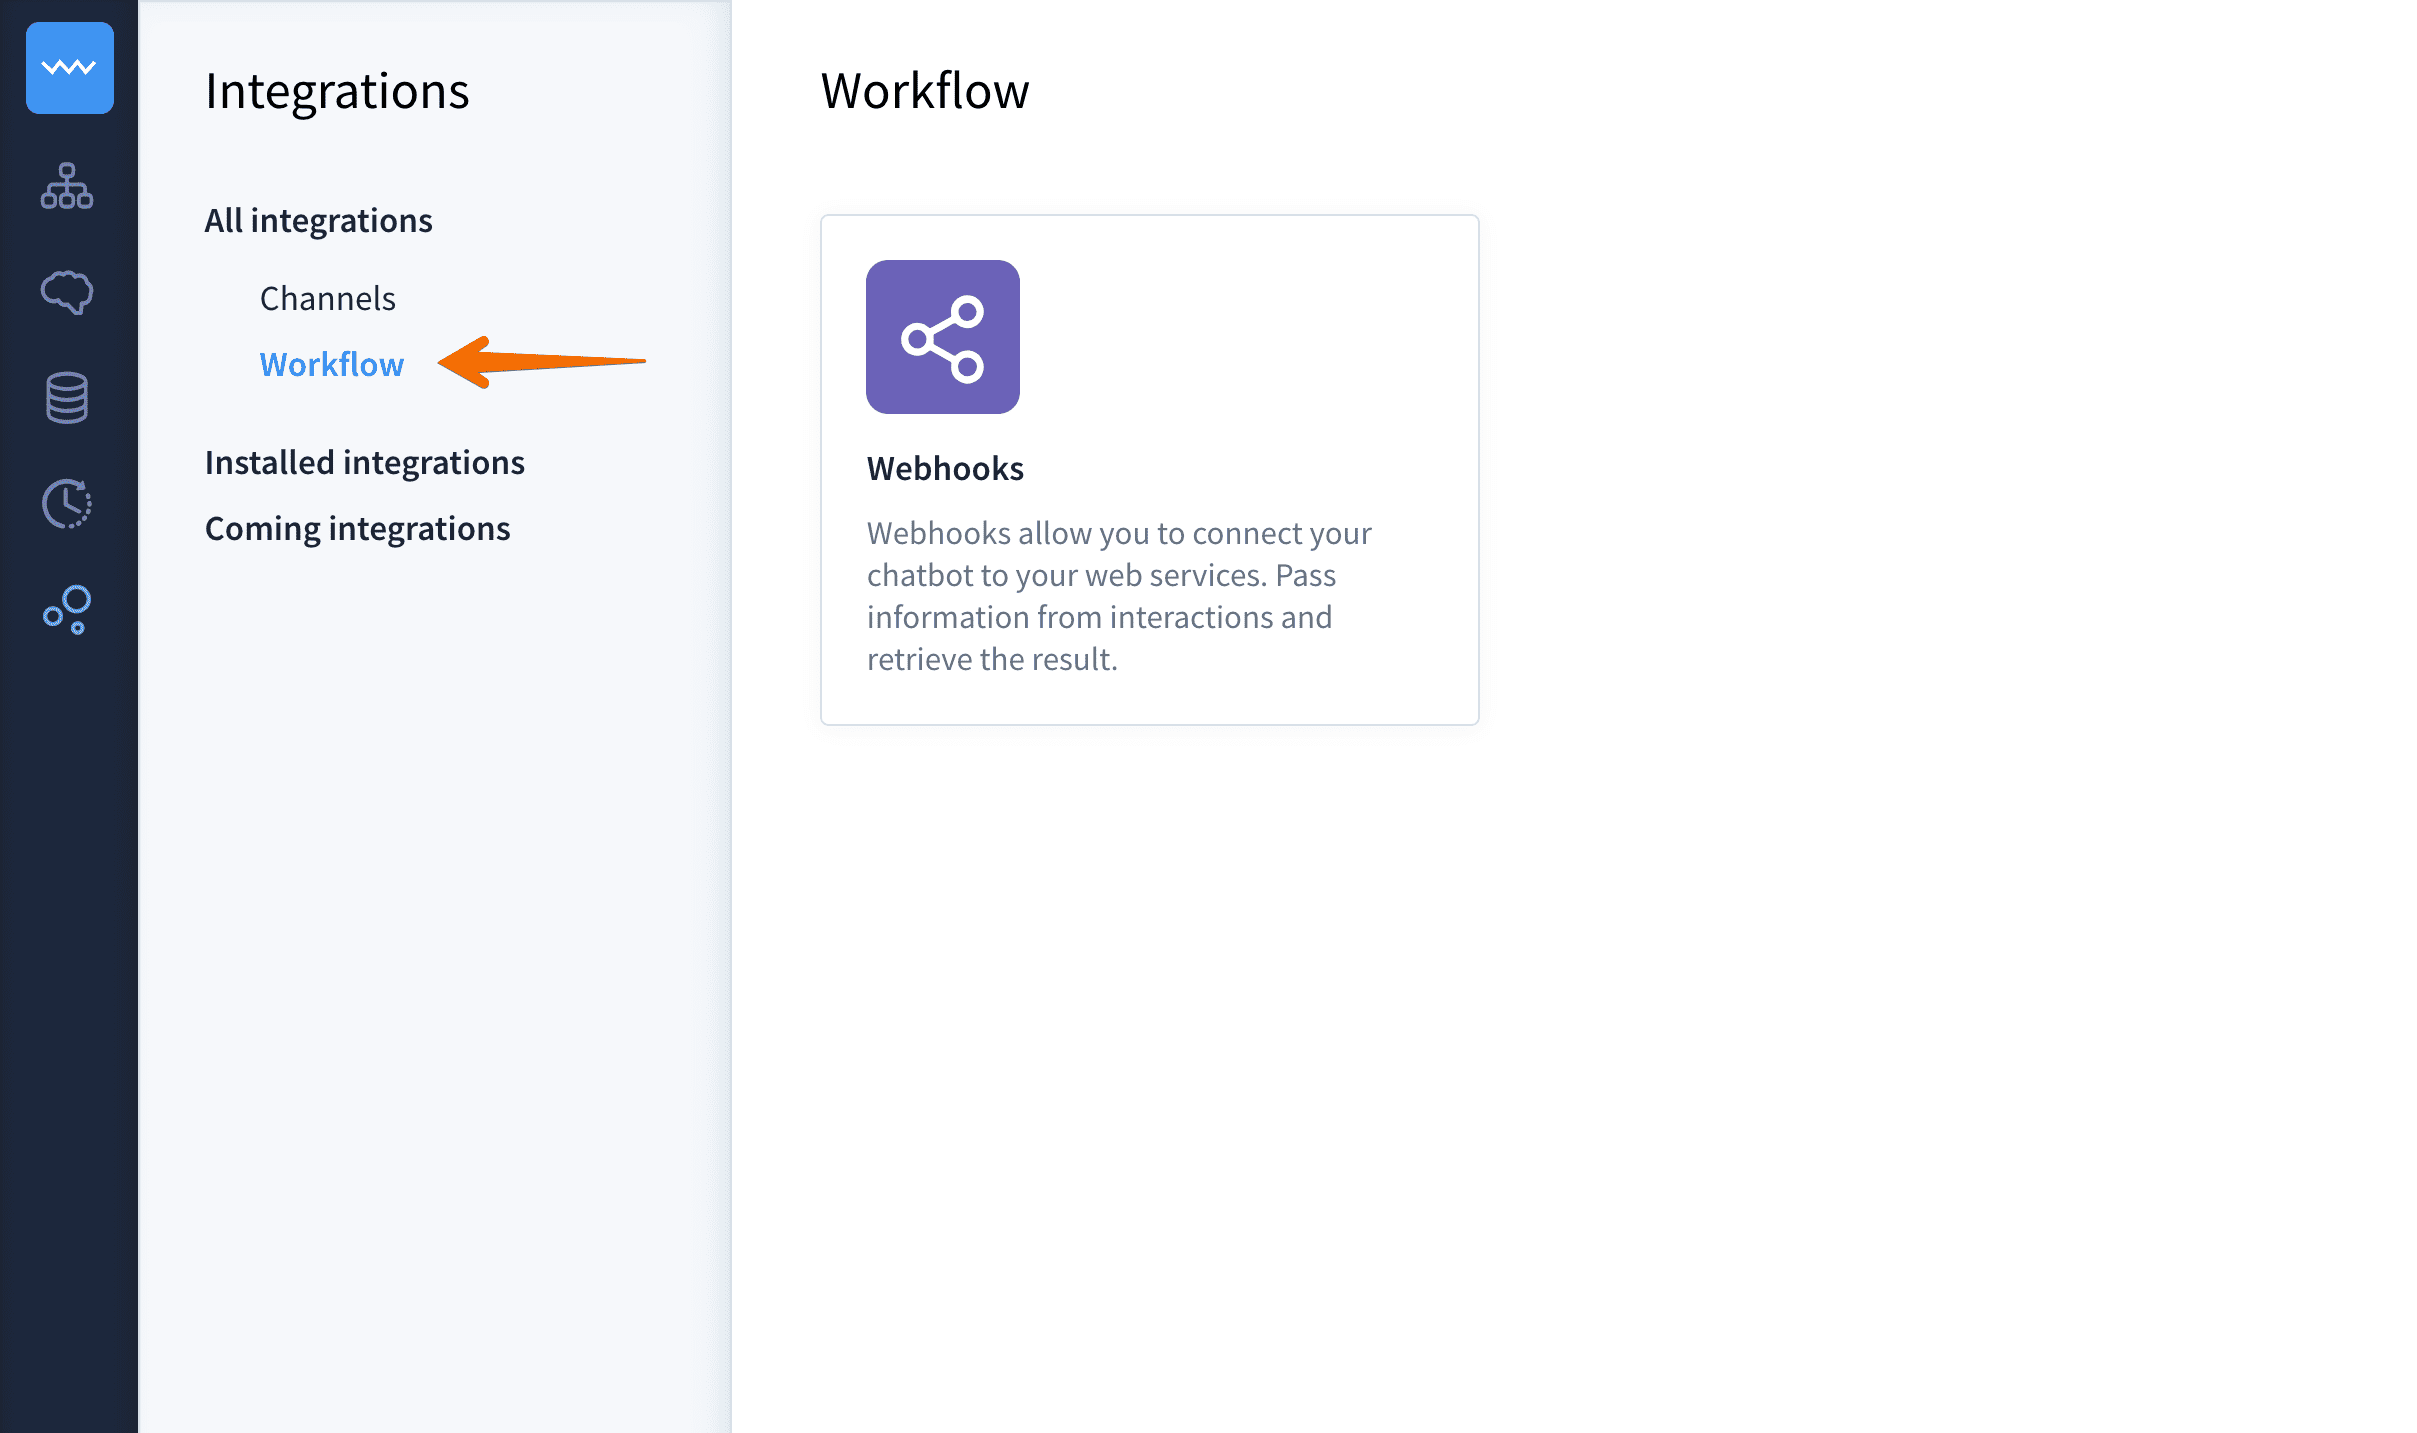 Integrations
All integrations
Channels
Workflow
Installed integrations
Coming integrations
Workflow
Webhooks
Webhooks allow you to connect your
chatbot to your web services. Pass
information from interactions and
retrieve the result.